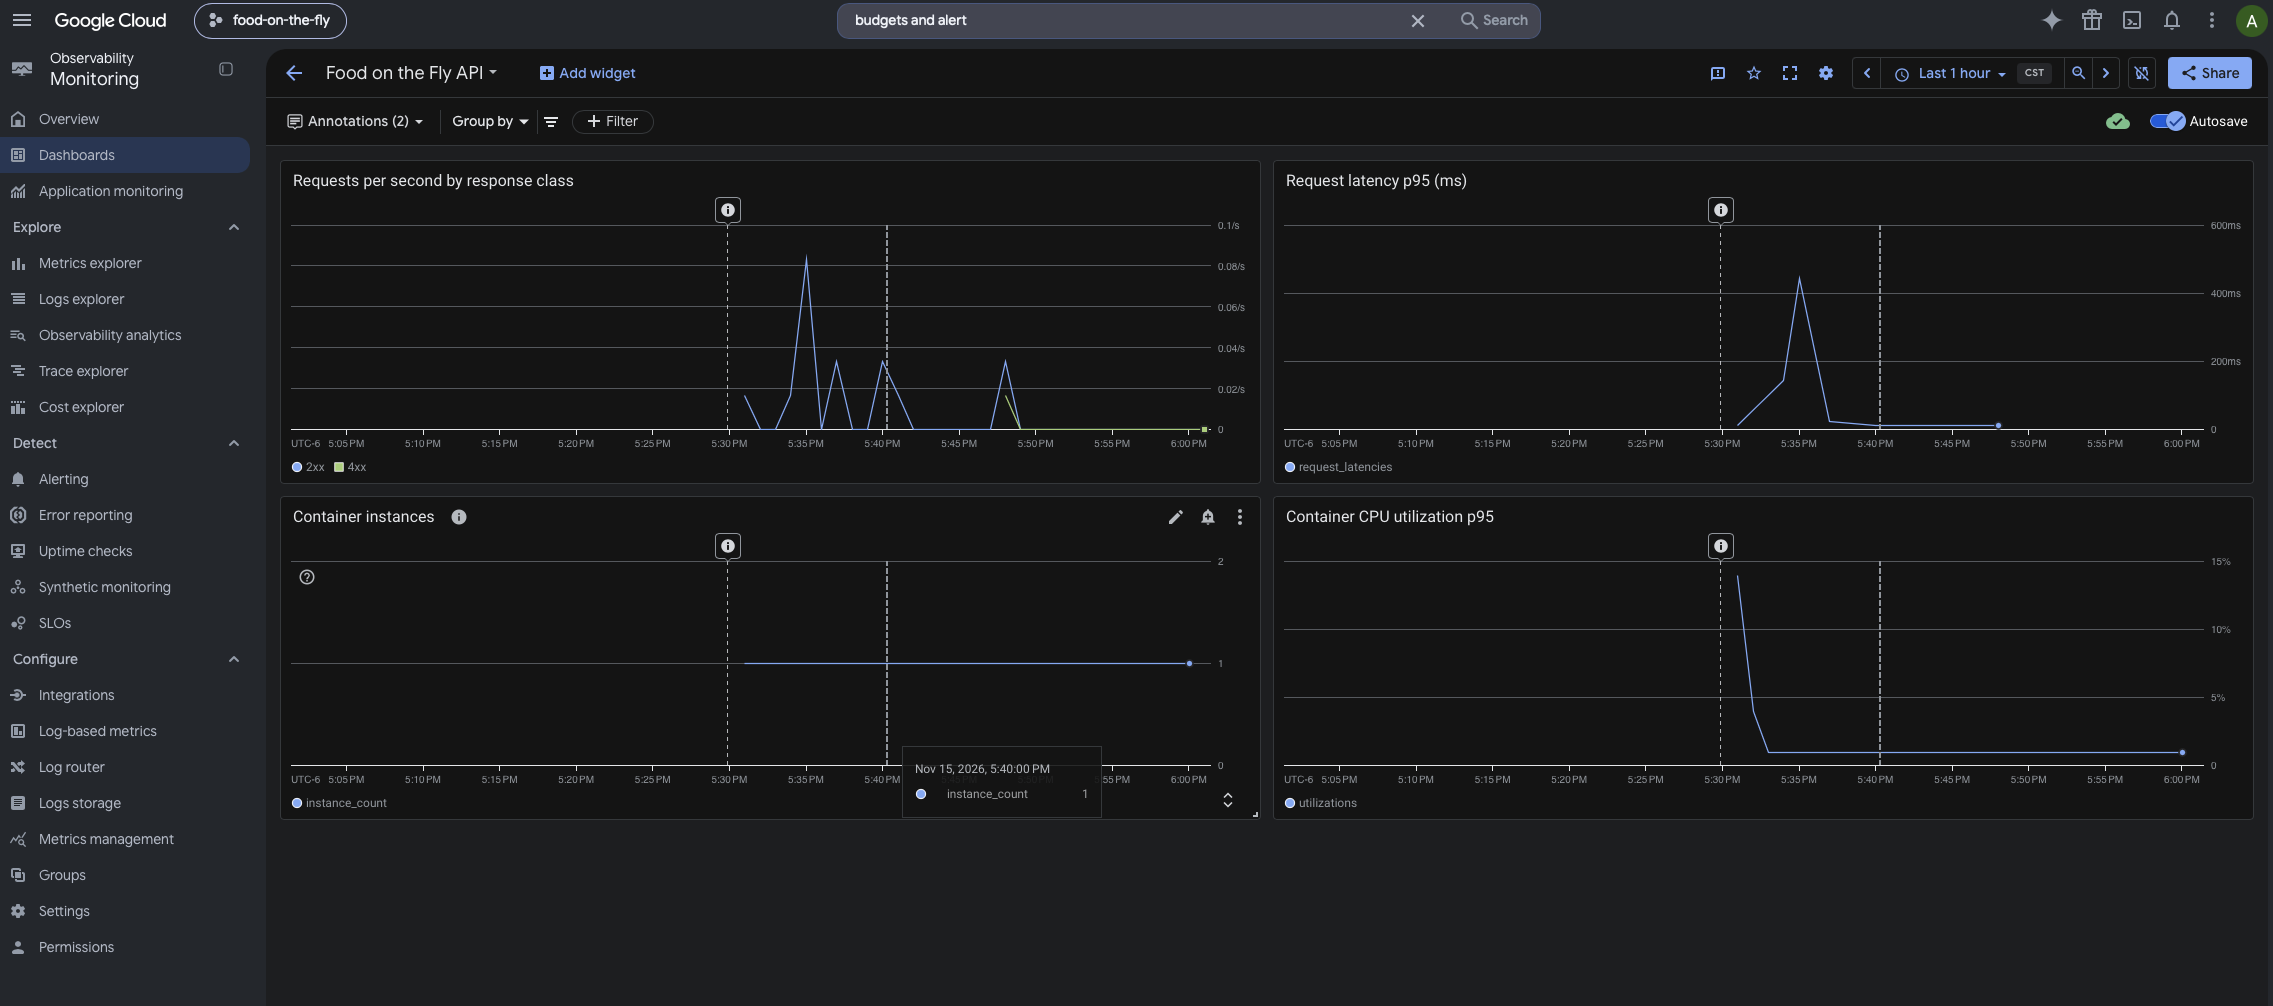 Google Cloud
food-on-the-fly
budgets and alert
Search
A
Observability
Monitoring
Overview
Dashboards
Application monitoring
Explore
Metrics explorer
Logs explorer
Observability analytics
Trace explorer
Cost explorer
Detect
Alerting
Error reporting
Uptime checks
Synthetic monitoring
SLOs
Configure
Integrations
Log-based metrics
Log router
Logs storage
Metrics management
Groups
Settings
Permissions
Food on the Fly API
Add widget
Last 1 hour CST
Share
Annotations (2)
Group by
Filter
Autosave
Requests per second by response class
0.1/s
0.08/s
0.06/s
0.04/s
0.02/s
0
UTC-6 5:05 PM 5:10 PM 5:15 PM 5:20 PM 5:25 PM 5:30 PM 5:35 PM 5:40 PM 5:45 PM 5:50 PM 5:55 PM 6:00 PM
2xx 4xx
Request latency p95 (ms)
600ms
400ms
200ms
0
UTC-6 5:05 PM 5:10 PM 5:15 PM 5:20 PM 5:25 PM 5:30 PM 5:35 PM 5:40 PM 5:45 PM 5:50 PM 5:55 PM 6:00 PM
request_latencies
Container instances
2
1
0
UTC-6 5:05 PM 5:10 PM 5:15 PM 5:20 PM 5:25 PM 5:30 PM 5:35 PM 5:40 PM 5:55 PM 6:00 PM
Nov 15, 2026, 5:40:00 PM
instance_count 1
instance_count
Container CPU utilization p95
15%
10%
5%
0
UTC-6 5:05 PM 5:10 PM 5:15 PM 5:20 PM 5:25 PM 5:30 PM 5:35 PM 5:40 PM 5:45 PM 5:50 PM 5:55 PM 6:00 PM
utilizations